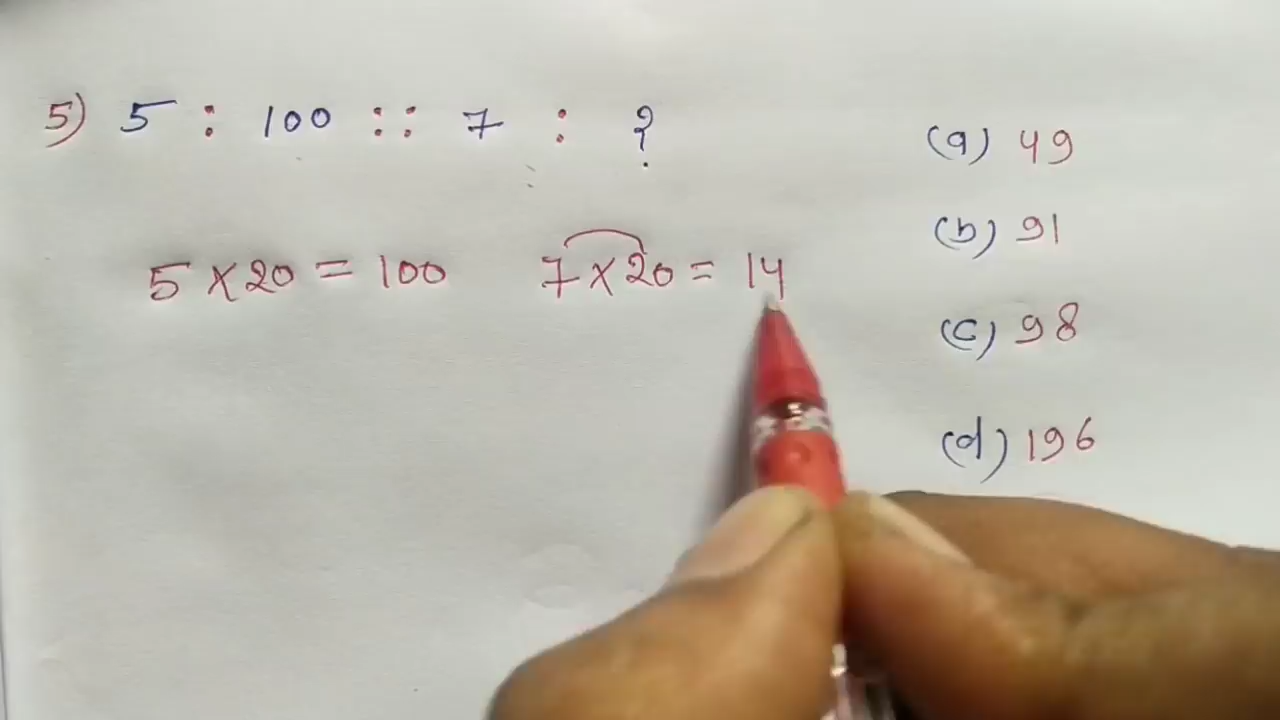 5) 5 : 100 :: 7 : ?
(a) 49
(b) 91
5 × 20 = 100 7 × 20 = 14
(c) 98
(d) 196